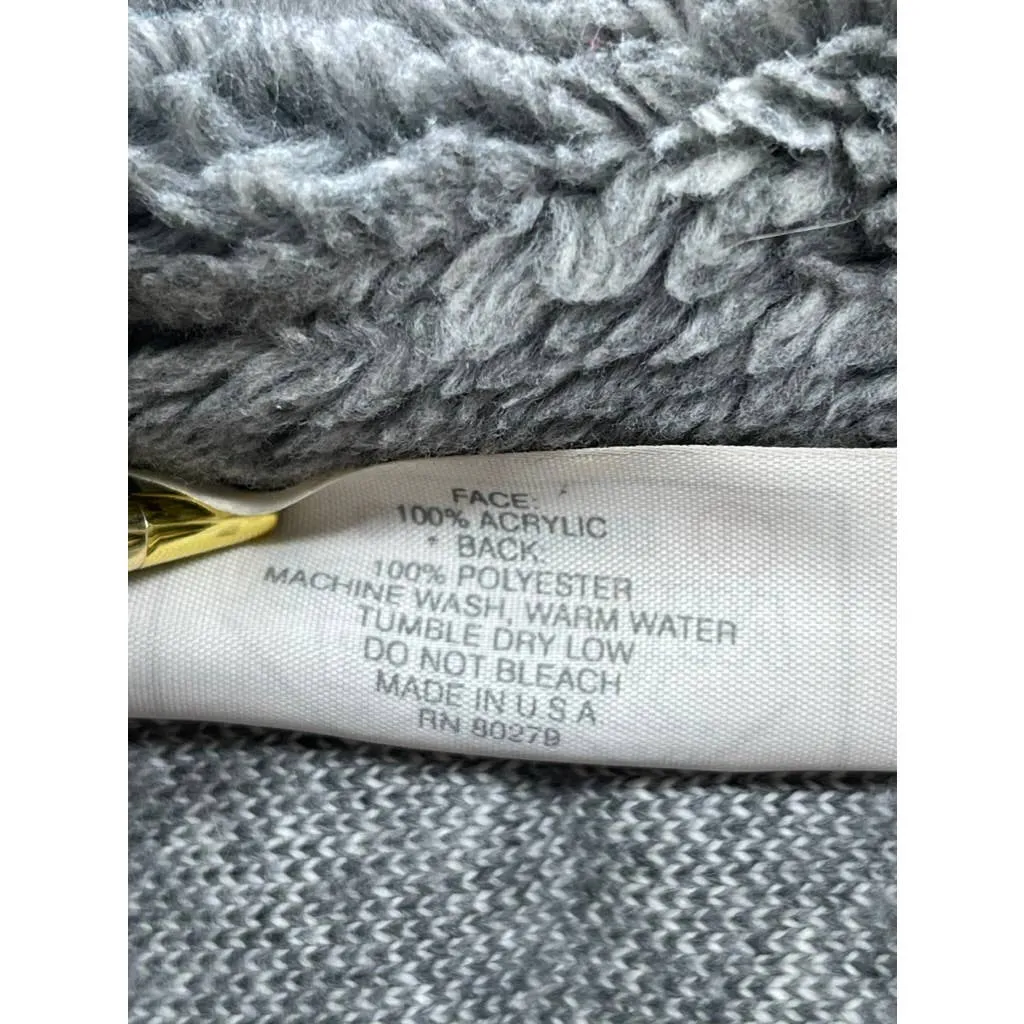 FACE:
100% ACRYLIC
BACK:
100% POLYESTER
MACHINE WASH, WARM WATER
TUMBLE DRY LOW
DO NOT BLEACH
MADE IN U S A
RN 80279